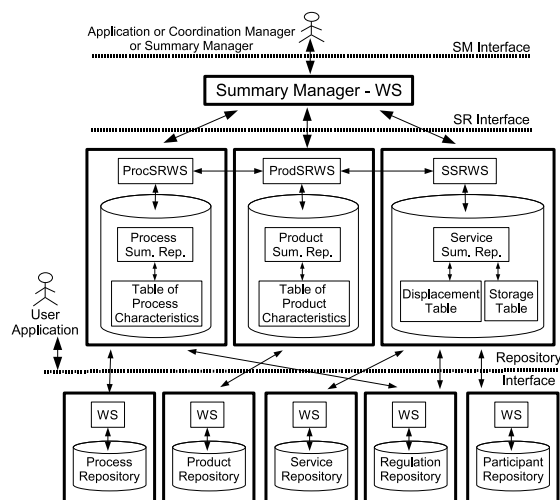 Application or Coordination Manager
or Summary Manager
SM Interface
Summary Manager - WS
SR Interface
ProcSRWS
ProdSRWS
SSRWS
Process
Sum. Rep.
Product
Sum. Rep.
Service
Sum. Rep.
Table of
Process
Characteristics
Table of
Product
Characteristics
Displacement
Table
Storage
Table
User
Application
Repository
Interface
WS
WS
WS
WS
WS
Process
Repository
Product
Repository
Service
Repository
Regulation
Repository
Participant
Repository